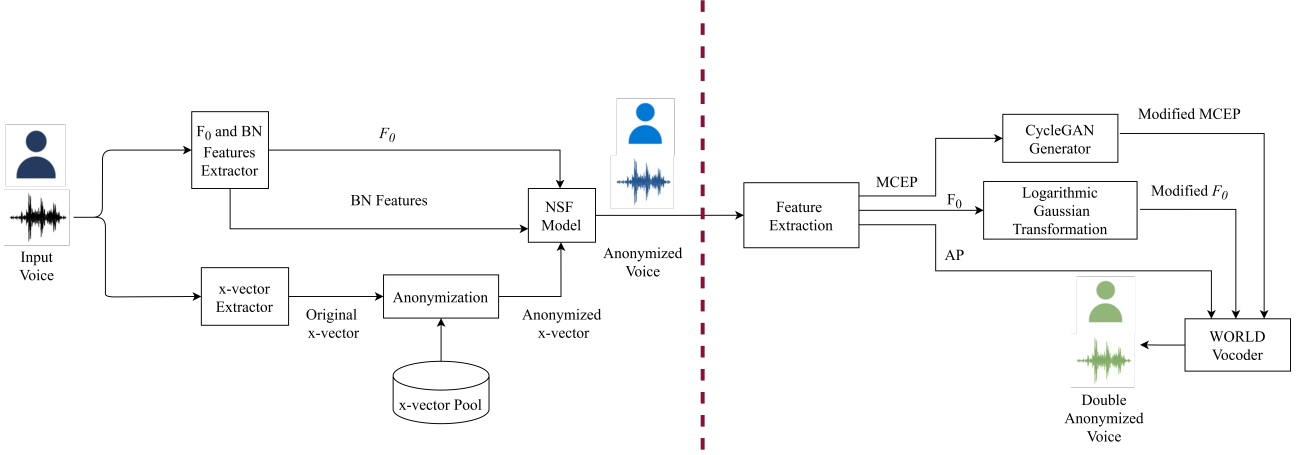 Input
Voice
F₀ and BN
Features
Extractor
F₀
BN Features
x-vector
Extractor
Original
x-vector
Anonymization
x-vector Pool
Anonymized
x-vector
NSF
Model
Anonymized
Voice
Feature
Extraction
MCEP
F₀
AP
CycleGAN
Generator
Modified MCEP
Logarithmic
Gaussian
Transformation
Modified F₀
WORLD
Vocoder
Double
Anonymized
Voice